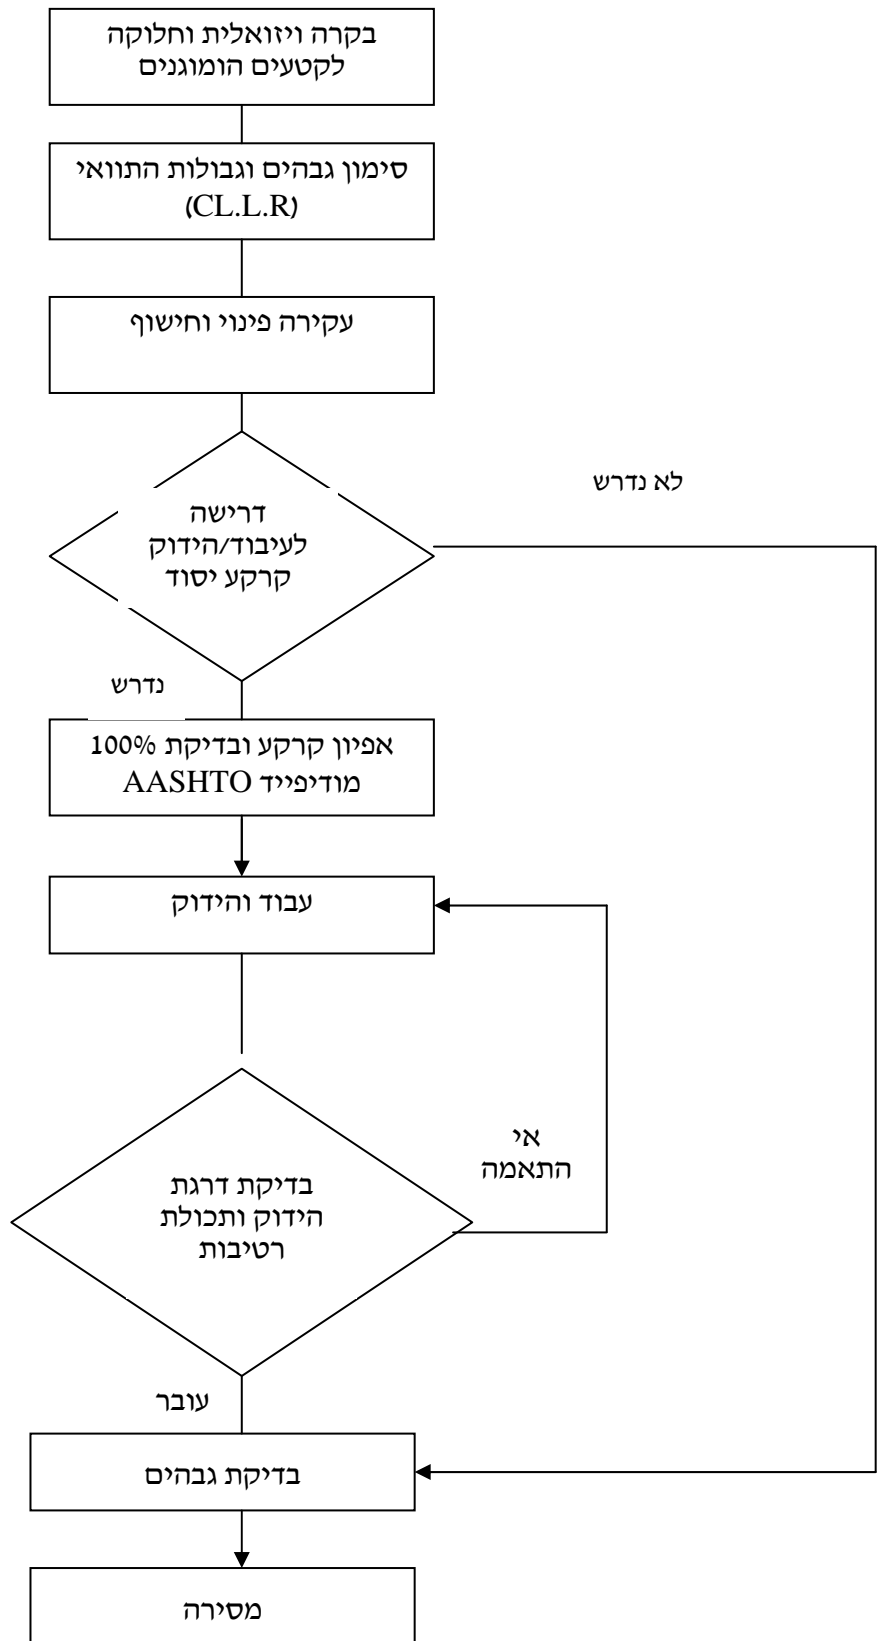 בקרה ויזואלית וחלוקה
לקטעים הומוגנים
סימון גבהים וגבולות התוואי
(CL.L.R)
עקירה פינוי וחישוף
דרישה
לעיבוד/הידוק
קרקע יסוד
לא נדרש
נדרש
אפיון קרקע ובדיקת 100%
מודיפייד AASHTO
עבוד והידוק
אי
התאמה
בדיקת דרגת
הידוק ותכולת
רטיבות
עובר
בדיקת גבהים
מסירה